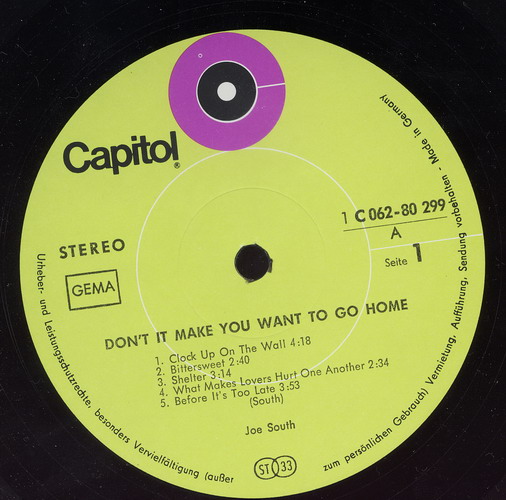 Capitol®
1 C 062-80 299
A
STEREO
Seite 1
GEMA
DON'T IT MAKE YOU WANT TO GO HOME
1. Clock Up On The Wall 4:18
2. Bittersweet 2:40
3. Shelter 3:14
4. What Makes Lovers Hurt One Another 2:34
5. Before It's Too Late 3:53
(South)
Joe South
ST 33
Urheber- und Leistungsschutzrechte, besonders Vervielfältigung (außer zum persönlichen Gebrauch) Vermietung, Aufführung, Sendung vorbehalten - Made in Germany